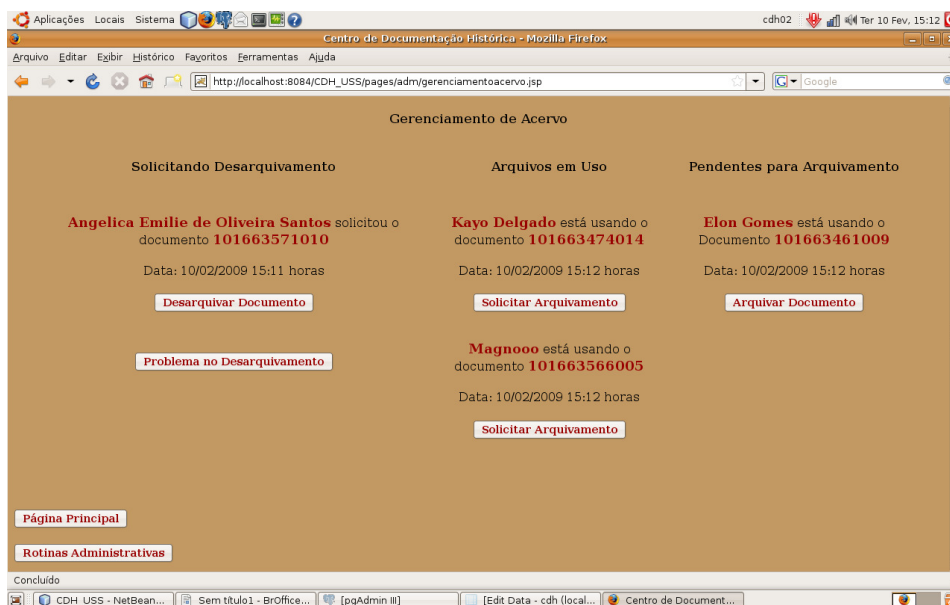 Aplicações Locais Sistema cdh02 Ter 10 Fev, 15:12
Centro de Documentação Histórica - Mozilla Firefox
Arquivo Editar Exibir Histórico Favoritos Ferramentas Ajuda
http://localhost:8084/CDH_USS/pages/adm/gerenciamentoacervo.jsp Google
Gerenciamento de Acervo
Solicitando Desarquivamento
Angelica Emilie de Oliveira Santos solicitou o
documento 101663571010
Data: 10/02/2009 15:11 horas
Desarquivar Documento
Problema no Desarquivamento
Arquivos em Uso
Kayo Delgado está usando o
documento 101663474014
Data: 10/02/2009 15:12 horas
Solicitar Arquivamento
Magnooo está usando o
documento 101663566005
Data: 10/02/2009 15:12 horas
Solicitar Arquivamento
Pendentes para Arquivamento
Elon Gomes está usando o
Documento 101663461009
Data: 10/02/2009 15:12 horas
Arquivar Documento
Página Principal
Rotinas Administrativas
Concluído
CDH_USS - NetBean... Sem título1 - BrOffice... [pgAdmin III] [Edit Data - cdh (local... Centro de Document...